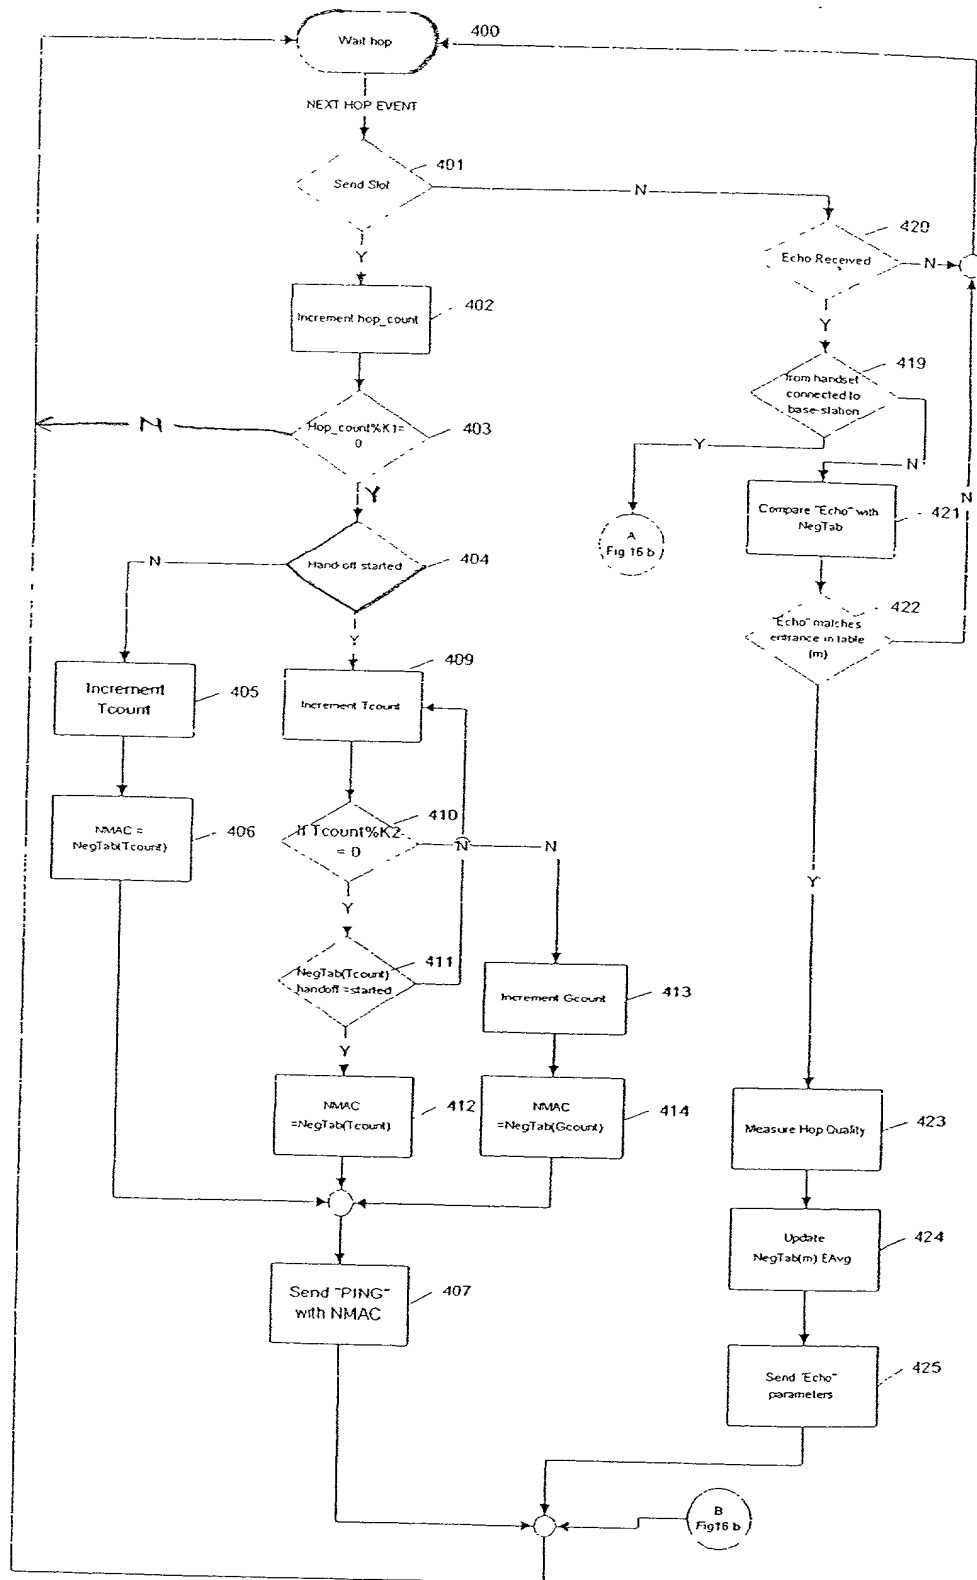 Wait hop
400
NEXT HOP EVENT
Send Slot
401
N
Y
Echo Received
420
N
Y
Increment hop_count
402
from handset
connected to
base-station
419
Y
N
Hop_count%K1=
0
403
N
Y
A
Fig 16 b
Compare "Echo" with
NegTab
421
N
Hand-off started
404
N
Y
"Echo" matches
entrance in table
(m)
422
Y
Increment
Tcount
405
Increment Tcount
409
NMAC =
NegTab(Tcount)
406
If Tcount%K2
= 0
410
N
N
Y
NegTab(Tcount)
handoff =started
411
Y
Increment Gcount
413
NMAC
=NegTab(Tcount)
412
NMAC
=NegTab(Gcount)
414
Measure Hop Quality
423
Update
NegTab(m) EAvg
424
Send "PING"
with NMAC
407
Send "Echo"
parameters
425
B
Fig16 b